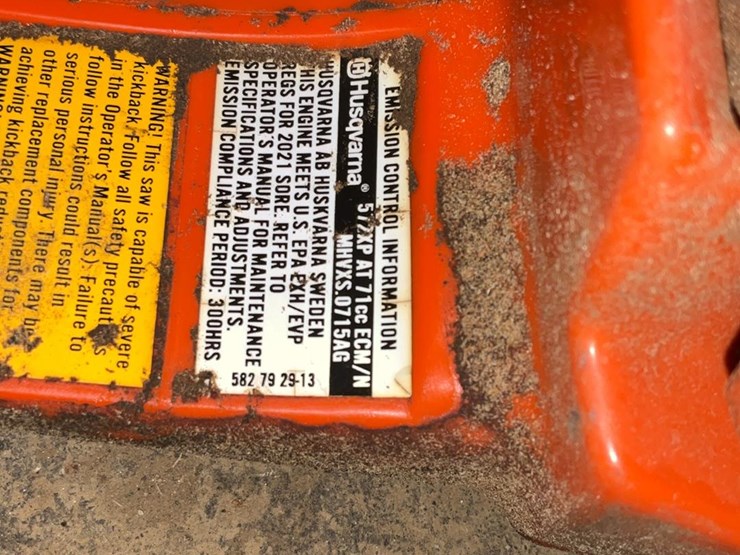 EMISSION CONTROL INFORMATION
Husqvarna® 572XP AT 71cc ECM/N
MHVXS.0715AG
HUSQVARNA AB HUSKVARNA SWEDEN
THIS ENGINE MEETS U.S. EPA PXH/EVP
REGS FOR 2021 SORE. REFER TO
OPERATOR'S MANUAL FOR MAINTENANCE
SPECIFICATIONS AND ADJUSTMENTS.
EMISSION COMPLIANCE PERIOD: 300HRS
582 79 29-13
WARNING! This saw is capable of severe
kickback. Follow all safety precautions
in the Operator's Manual(s). Failure to
follow instructions could result in
serious personal injury. There may be
other replacement components for
achieving kickback
WARNING